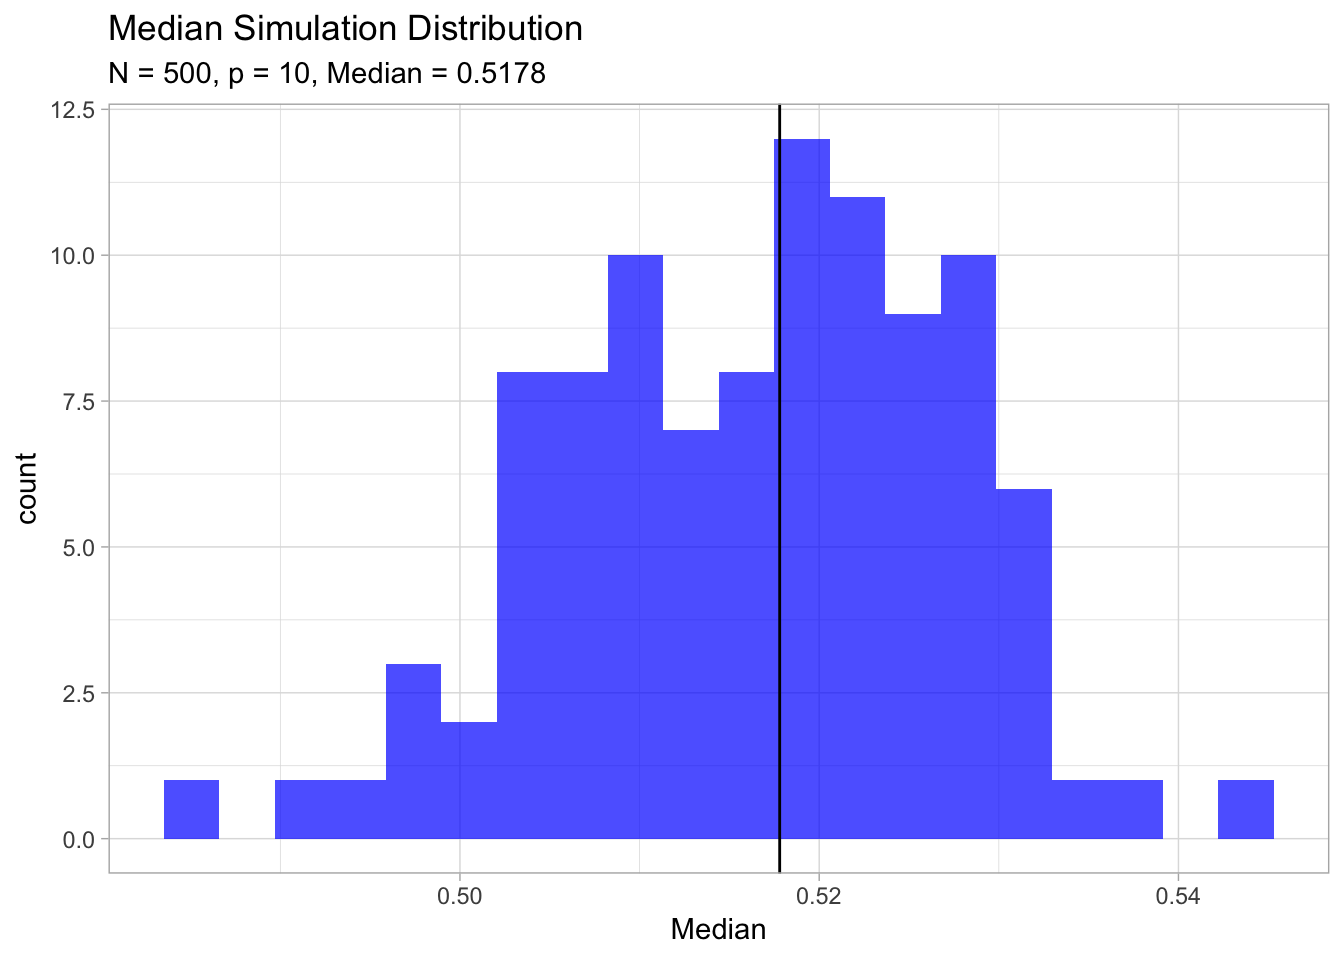 Median Simulation Distribution
N = 500, p = 10, Median = 0.5178
12.5
10.0
7.5
5.0
2.5
0.0
count
0.50
0.52
0.54
Median